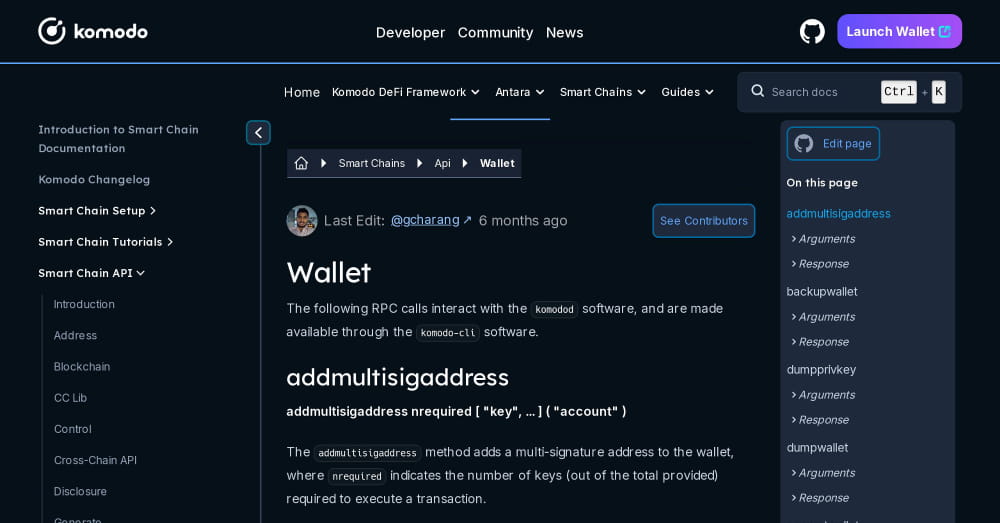 komodo
Developer Community News
Launch Wallet
Home Komodo DeFi Framework Antara Smart Chains Guides
Search docs Ctrl + K
Introduction to Smart Chain
Documentation
Komodo Changelog
Smart Chain Setup
Smart Chain Tutorials
Smart Chain API
Introduction
Address
Blockchain
CC Lib
Control
Cross-Chain API
Disclosure
Generate
Smart Chains Api Wallet
Last Edit: @gcharang ↗ 6 months ago
See Contributors
Wallet
The following RPC calls interact with the komodod software, and are made
available through the komodo-cli software.
addmultisigaddress
addmultisigaddress nrequired [ "key", ... ] ( "account" )
The addmultisigaddress method adds a multi-signature address to the wallet,
where nrequired indicates the number of keys (out of the total provided)
required to execute a transaction.
Edit page
On this page
addmultisigaddress
Arguments
Response
backupwallet
Arguments
Response
dumpprivkey
Arguments
Response
dumpwallet
Arguments
Response